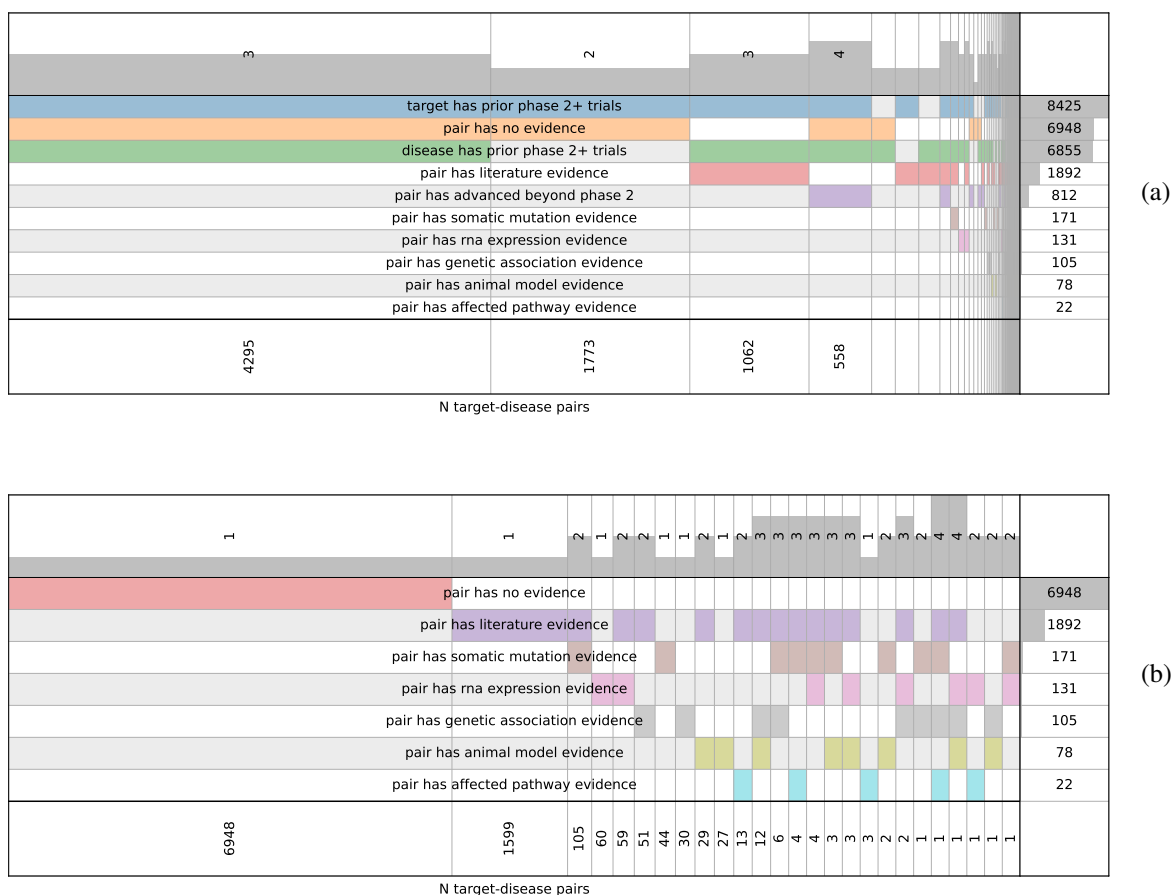 3 2 3 4
target has prior phase 2+ trials 8425
pair has no evidence 6948
disease has prior phase 2+ trials 6855
pair has literature evidence 1892
pair has advanced beyond phase 2 812
pair has somatic mutation evidence 171
pair has rna expression evidence 131
pair has genetic association evidence 105
pair has animal model evidence 78
pair has affected pathway evidence 22
4295 1773 1062 558
N target-disease pairs
(a)
1 1 2 1 2 2 1 1 2 1 2 3 3 3 3 3 3 1 2 3 2 4 4 2 2 2
pair has no evidence 6948
pair has literature evidence 1892
pair has somatic mutation evidence 171
pair has rna expression evidence 131
pair has genetic association evidence 105
pair has animal model evidence 78
pair has affected pathway evidence 22
6948 1599 105 60 59 51 44 30 29 27 13 12 6 4 4 3 3 3 2 2 1 1 1 1 1 1
N target-disease pairs
(b)